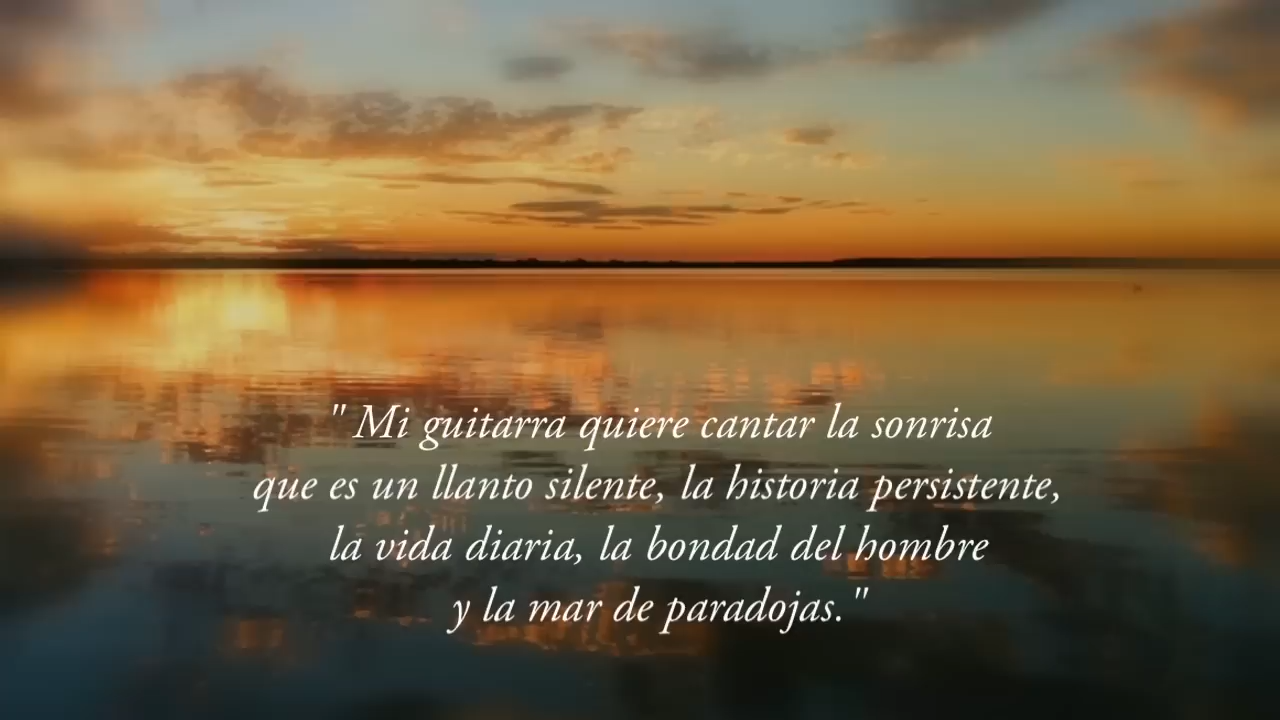 " Mi guitarra quiere cantar la sonrisa
que es un llanto silente, la historia persistente,
la vida diaria, la bondad del hombre
y la mar de paradojas."